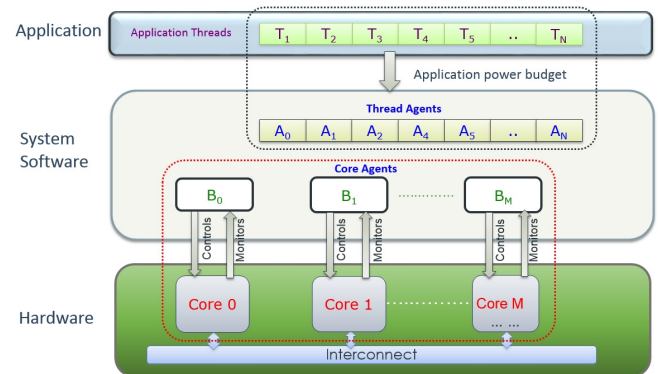 Application
Application Threads
T1 T2 T3 T4 T5 .. TN
Application power budget
System
Software
Thread Agents
A0 A1 A2 A4 A5 .. AN
Core Agents
B0 B1 ............. BM
Controls Monitors Controls Monitors Controls Monitors
Hardware
Core 0 Core 1 Core M
... ...
Interconnect